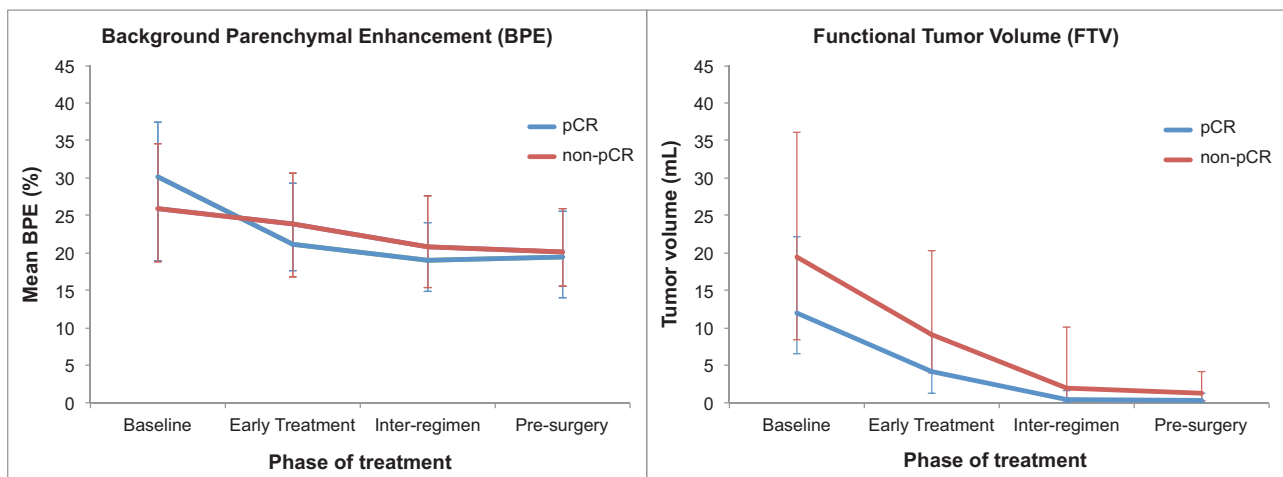 Background Parenchymal Enhancement (BPE)
45
40
35
30
25
20
15
10
5
0
Mean BPE (%)
pCR
non-pCR
Baseline Early Treatment Inter-regimen Pre-surgery
Phase of treatment
Functional Tumor Volume (FTV)
45
40
35
30
25
20
15
10
5
0
Tumor volume (mL)
pCR
non-pCR
Baseline Early Treatment Inter-regimen Pre-surgery
Phase of treatment